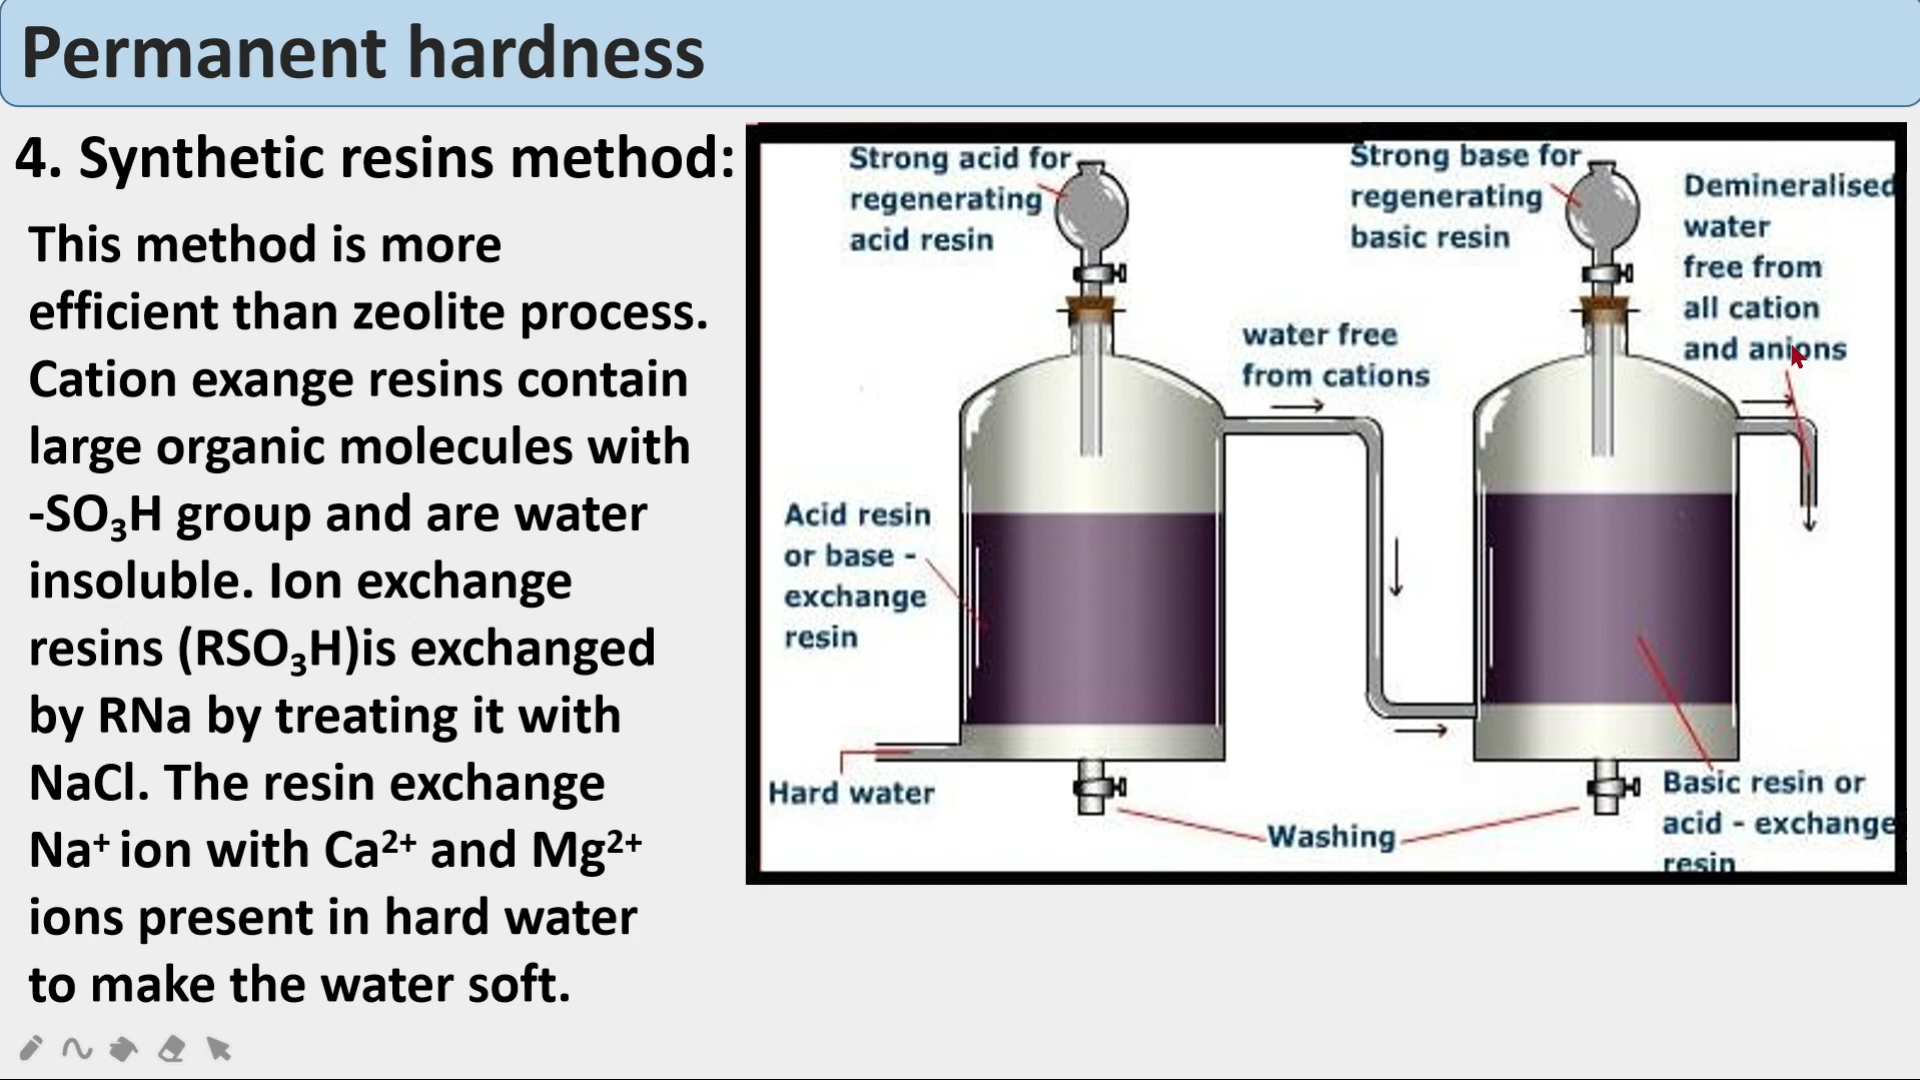 Permanent hardness
4. Synthetic resins method:
This method is more
efficient than zeolite process.
Cation exange resins contain
large organic molecules with
-SO₃H group and are water
insoluble. Ion exchange
resins (RSO₃H)is exchanged
by RNa by treating it with
NaCl. The resin exchange
Na⁺ ion with Ca²⁺ and Mg²⁺
ions present in hard water
to make the water soft.
Strong acid for
regenerating
acid resin
Strong base for
regenerating
basic resin
Demineralised
water
free from
all cation
and anions
water free
from cations
Acid resin
or base -
exchange
resin
Hard water
Washing
Basic resin or
acid - exchange
resin